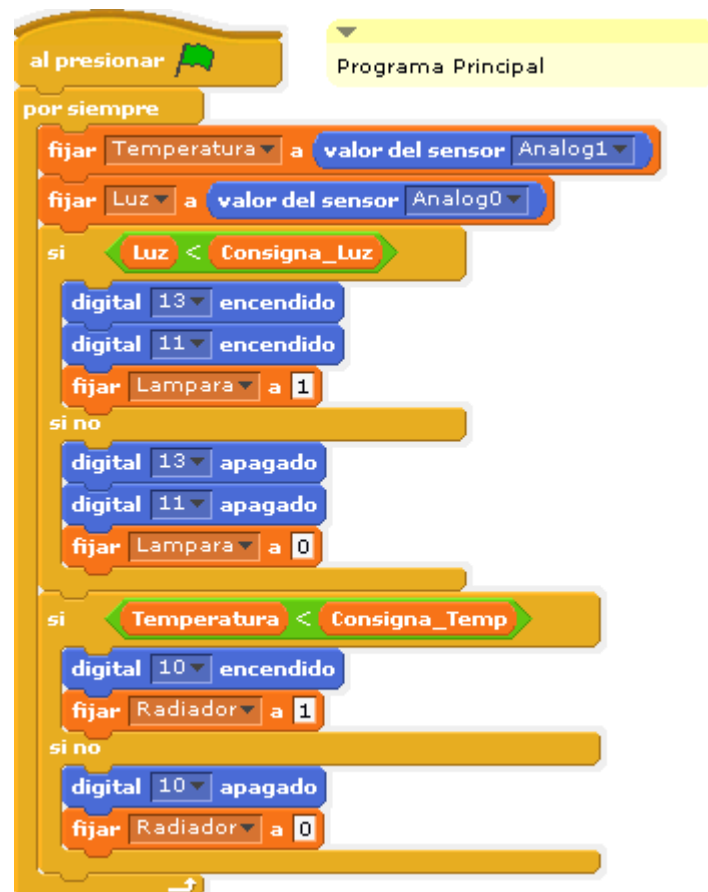 al presionar
Programa Principal
por siempre
fijar Temperatura a valor del sensor Analog1
fijar Luz a valor del sensor Analog0
si Luz < Consigna_Luz
digital 13 encendido
digital 11 encendido
fijar Lampara a 1
si no
digital 13 apagado
digital 11 apagado
fijar Lampara a 0
si Temperatura < Consigna_Temp
digital 10 encendido
fijar Radiador a 1
si no
digital 10 apagado
fijar Radiador a 0